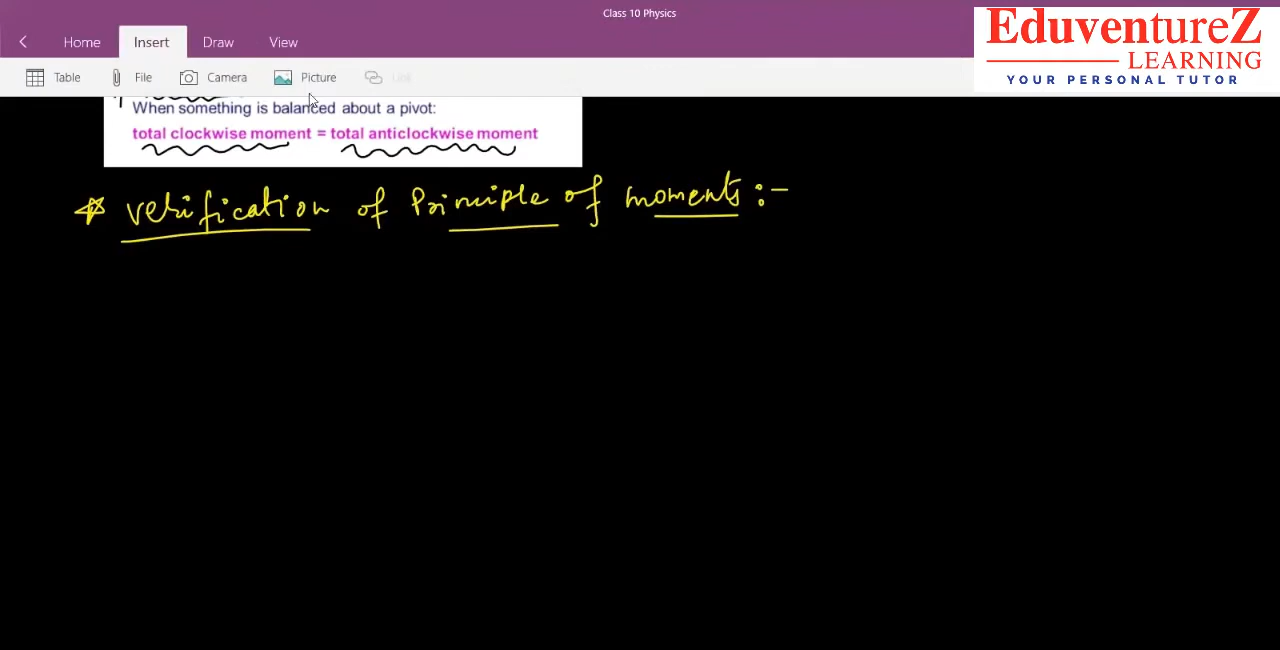 Class 10 Physics
EduventureZ
LEARNING
YOUR PERSONAL TUTOR
Home Insert Draw View
Table File Camera Picture Link
When something is balanced about a pivot:
total clockwise moment = total anticlockwise moment
* Verification of Principle of moments :-